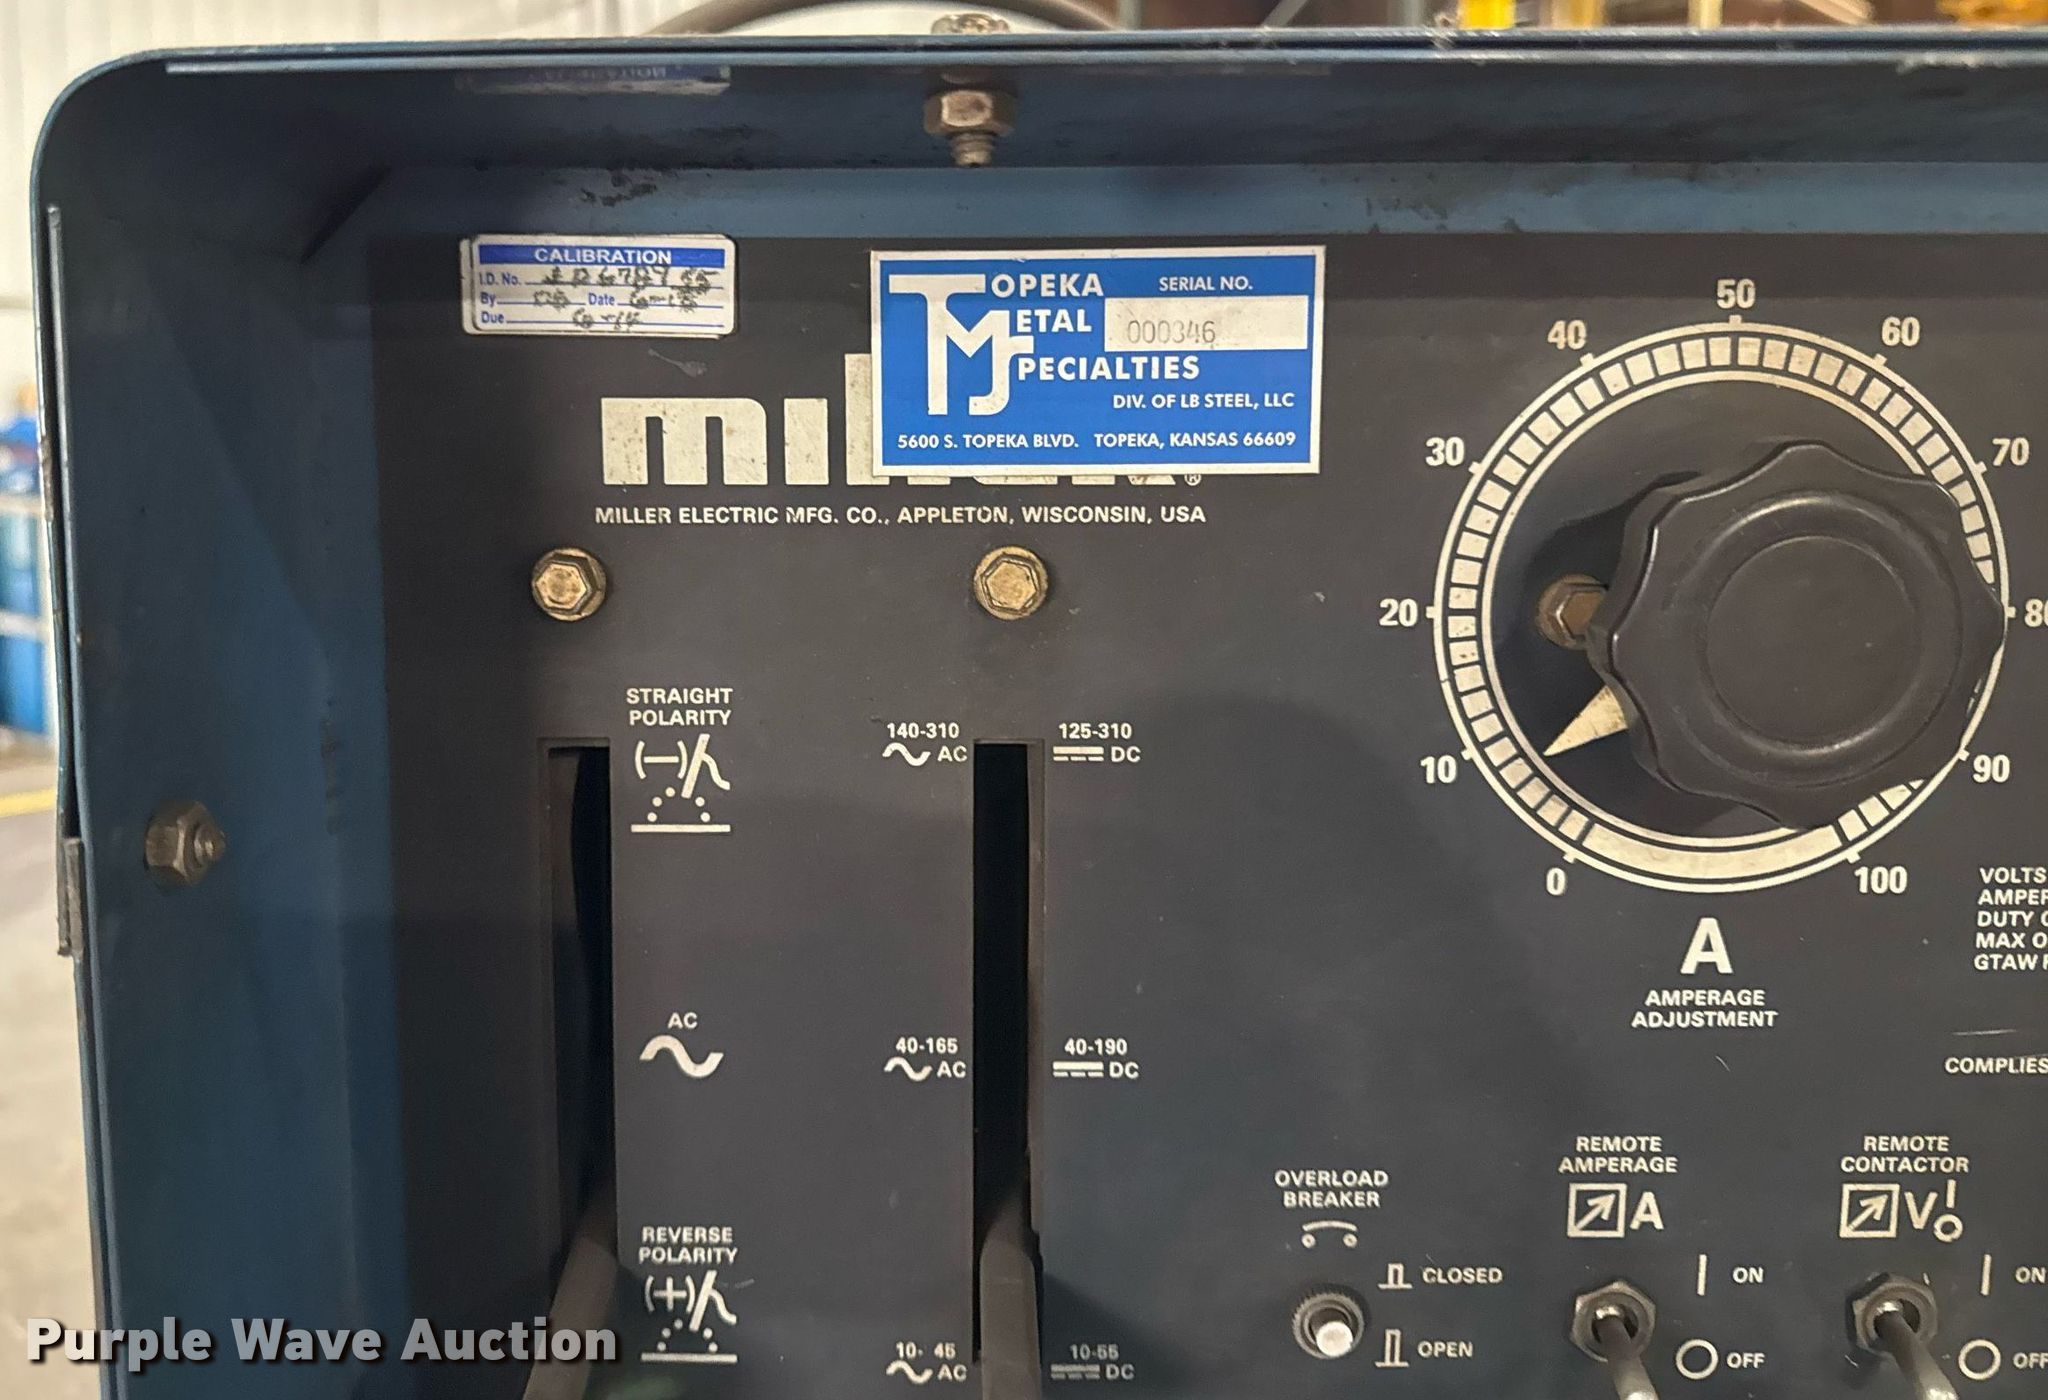 CALIBRATION
I.D. No.
By Date
Due
TOPEKA
METAL
SPECIALTIES
SERIAL NO.
000346
DIV. OF LB STEEL, LLC
5600 S. TOPEKA BLVD. TOPEKA, KANSAS 66609
MILLER ELECTRIC MFG. CO., APPLETON, WISCONSIN, USA
STRAIGHT
POLARITY
(–)
AC
REVERSE
POLARITY
(+)
140-310
AC
125-310
DC
40-165
AC
40-190
DC
10- 45
AC
10-55
DC
0
10
20
30
40
50
60
70
80
90
100
A
AMPERAGE
ADJUSTMENT
VOLTS
DUTY
MAX
GTAW
COMPLIES
OVERLOAD
BREAKER
CLOSED
OPEN
REMOTE
AMPERAGE
A
ON
OFF
REMOTE
CONTACTOR
V
ON
OFF
Purple Wave Auction